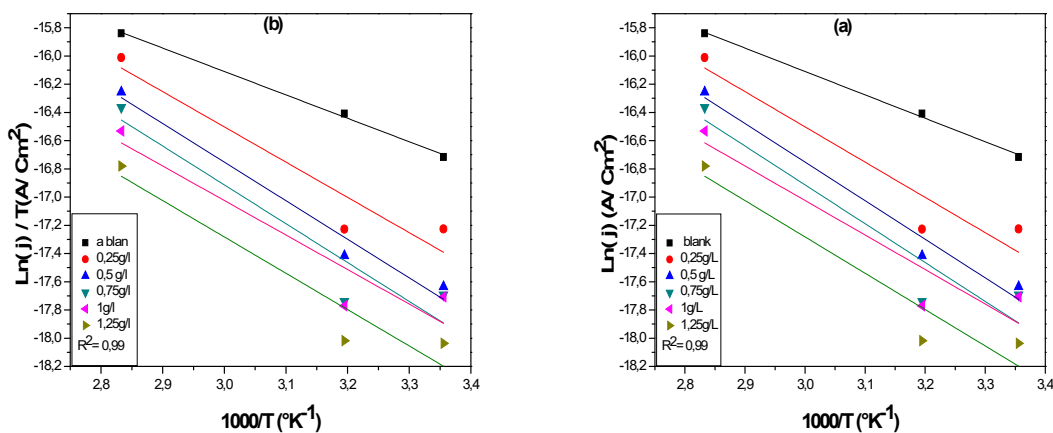 (b)
Ln(j) / T(A/ Cm²)
-15,8
-16,0
-16,2
-16,4
-16,6
-16,8
-17,0
-17,2
-17,4
-17,6
-17,8
-18,0
-18,2
a blan
0,25g/l
0,5 g/l
0,75g/l
1g/l
1,25g/l
R²= 0,99
2,8 2,9 3,0 3,1 3,2 3,3 3,4
1000/T (°K⁻¹)
(a)
Ln(j) (A/ Cm²)
-15,8
-16,0
-16,2
-16,4
-16,6
-16,8
-17,0
-17,2
-17,4
-17,6
-17,8
-18,0
-18,2
blank
0,25g/L
0,5 g/L
0,75g/L
1g/L
1,25g/L
R²= 0,99
2,8 2,9 3,0 3,1 3,2 3,3 3,4
1000/T (°K⁻¹)